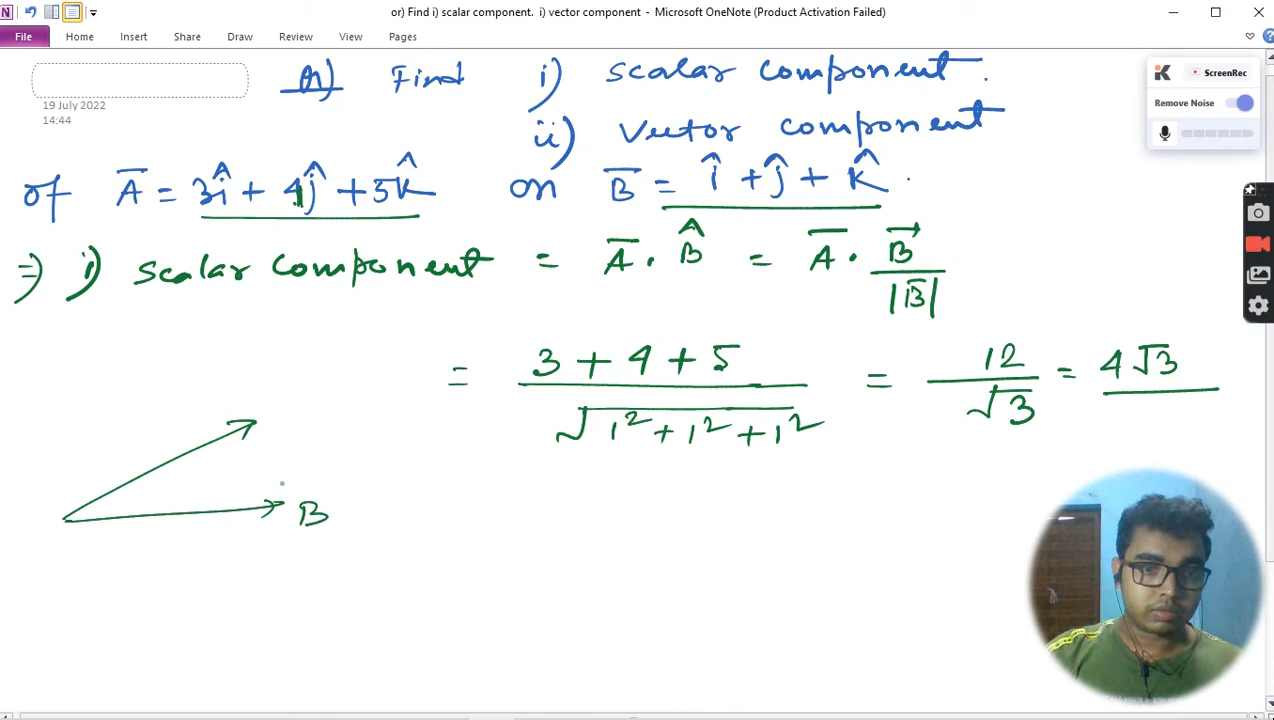 or) Find i) scalar component. i) vector component - Microsoft OneNote (Product Activation Failed)
File Home Insert Share Draw Review View Pages
ScreenRec
Remove Noise
19 July 2022
14:44
Q) Find i) scalar component.
ii) vector component
of A̅ = 3î + 4ĵ + 5k̂ on B̅ = î + ĵ + k̂.
⇒ i) scalar component = A̅ · B̂ = A̅ · B⃗ / |B̅|
= (3 + 4 + 5) / √(1² + 1² + 1²) = 12 / √3 = 4√3
B